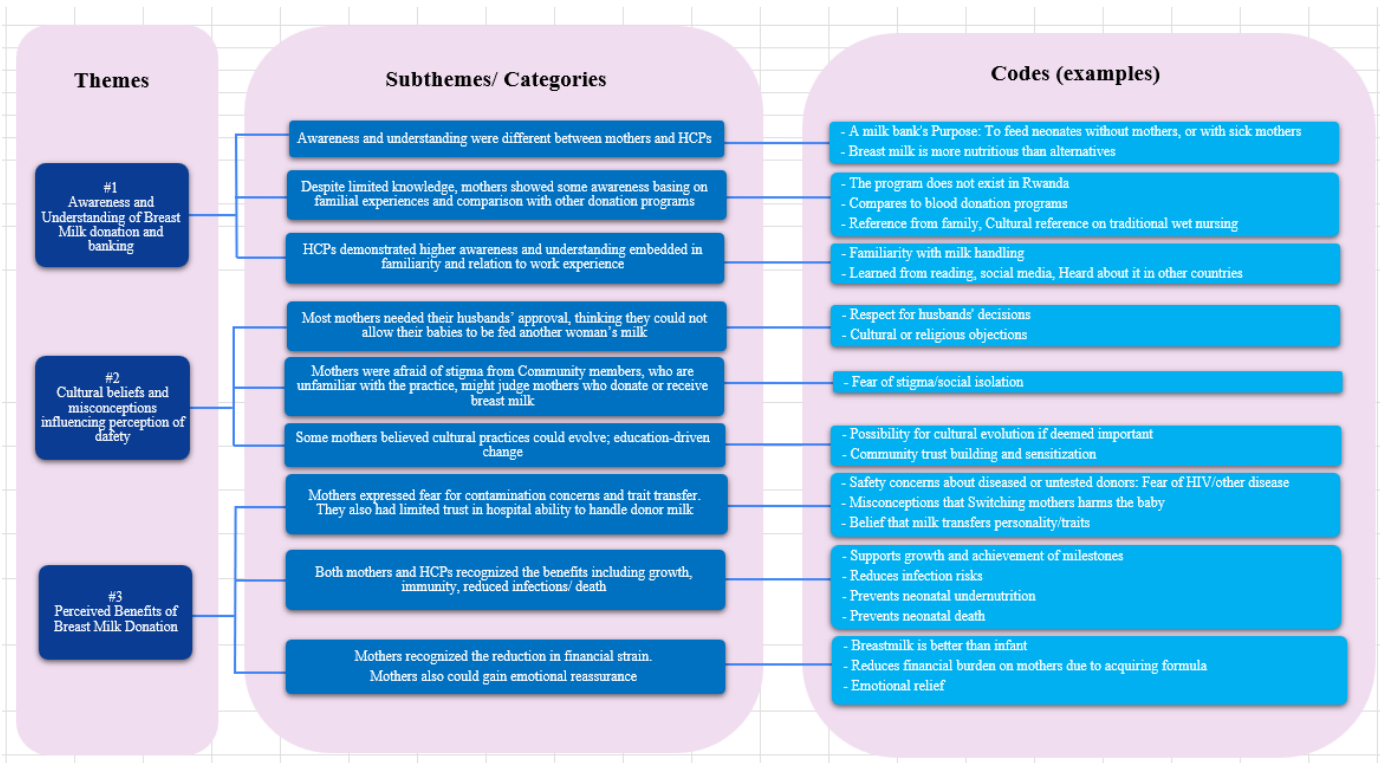 Themes
Subthemes/ Categories
Codes (examples)
#1
Awareness and
Understanding of Breast
Milk donation and
banking
Awareness and understanding were different between mothers and HCPs
- A milk bank's Purpose: To feed neonates without mothers, or with sick mothers
- Breast milk is more nutritious than alternatives
Despite limited knowledge, mothers showed some awareness basing on
familial experiences and comparison with other donation programs
- The program does not exist in Rwanda
- Compares to blood donation programs
- Reference from family, Cultural reference on traditional wet nursing
HCPs demonstrated higher awareness and understanding embedded in
familiarity and relation to work experience
- Familiarity with milk handling
- Learned from reading, social media, Heard about it in other countries
#2
Cultural beliefs and
misconceptions
influencing perception of
dafety
Most mothers needed their husbands’ approval, thinking they could not
allow their babies to be fed another woman’s milk
- Respect for husbands' decisions
- Cultural or religious objections
Mothers were afraid of stigma from Community members, who are
unfamiliar with the practice, might judge mothers who donate or receive
breast milk
- Fear of stigma/social isolation
Some mothers believed cultural practices could evolve; education-driven
change
- Possibility for cultural evolution if deemed important
- Community trust building and sensitization
#3
Perceived Benefits of
Breast Milk Donation
Mothers expressed fear for contamination concerns and trait transfer.
They also had limited trust in hospital ability to handle donor milk
- Safety concerns about diseased or untested donors: Fear of HIV/other disease
- Misconceptions that Switching mothers harms the baby
- Belief that milk transfers personality/traits
Both mothers and HCPs recognized the benefits including growth,
immunity, reduced infections/ death
- Supports growth and achievement of milestones
- Reduces infection risks
- Prevents neonatal undernutrition
- Prevents neonatal death
Mothers recognized the reduction in financial strain.
Mothers also could gain emotional reassurance
- Breastmilk is better than infant
- Reduces financial burden on mothers due to acquiring formula
- Emotional relief